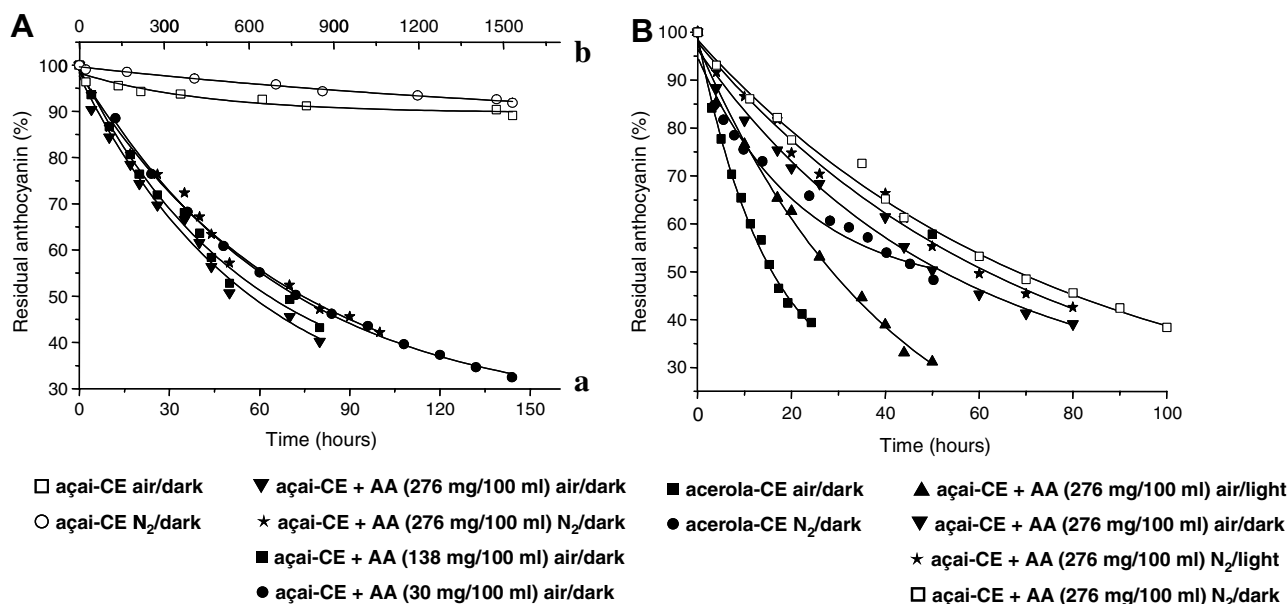 A
0 300 600 900 1200 1500
b
100
90
80
70
60
50
40
30
Residual anthocyanin (%)
a
0 30 60 90 120 150
Time (hours)
açai-CE air/dark
açai-CE N₂/dark
açai-CE + AA (276 mg/100 ml) air/dark
açai-CE + AA (276 mg/100 ml) N₂/dark
açai-CE + AA (138 mg/100 ml) air/dark
açai-CE + AA (30 mg/100 ml) air/dark
B
100
90
80
70
60
50
40
30
Residual anthocyanin (%)
0 20 40 60 80 100
Time (hours)
acerola-CE air/dark
acerola-CE N₂/dark
açai-CE + AA (276 mg/100 ml) air/light
açai-CE + AA (276 mg/100 ml) air/dark
açai-CE + AA (276 mg/100 ml) N₂/light
açai-CE + AA (276 mg/100 ml) N₂/dark